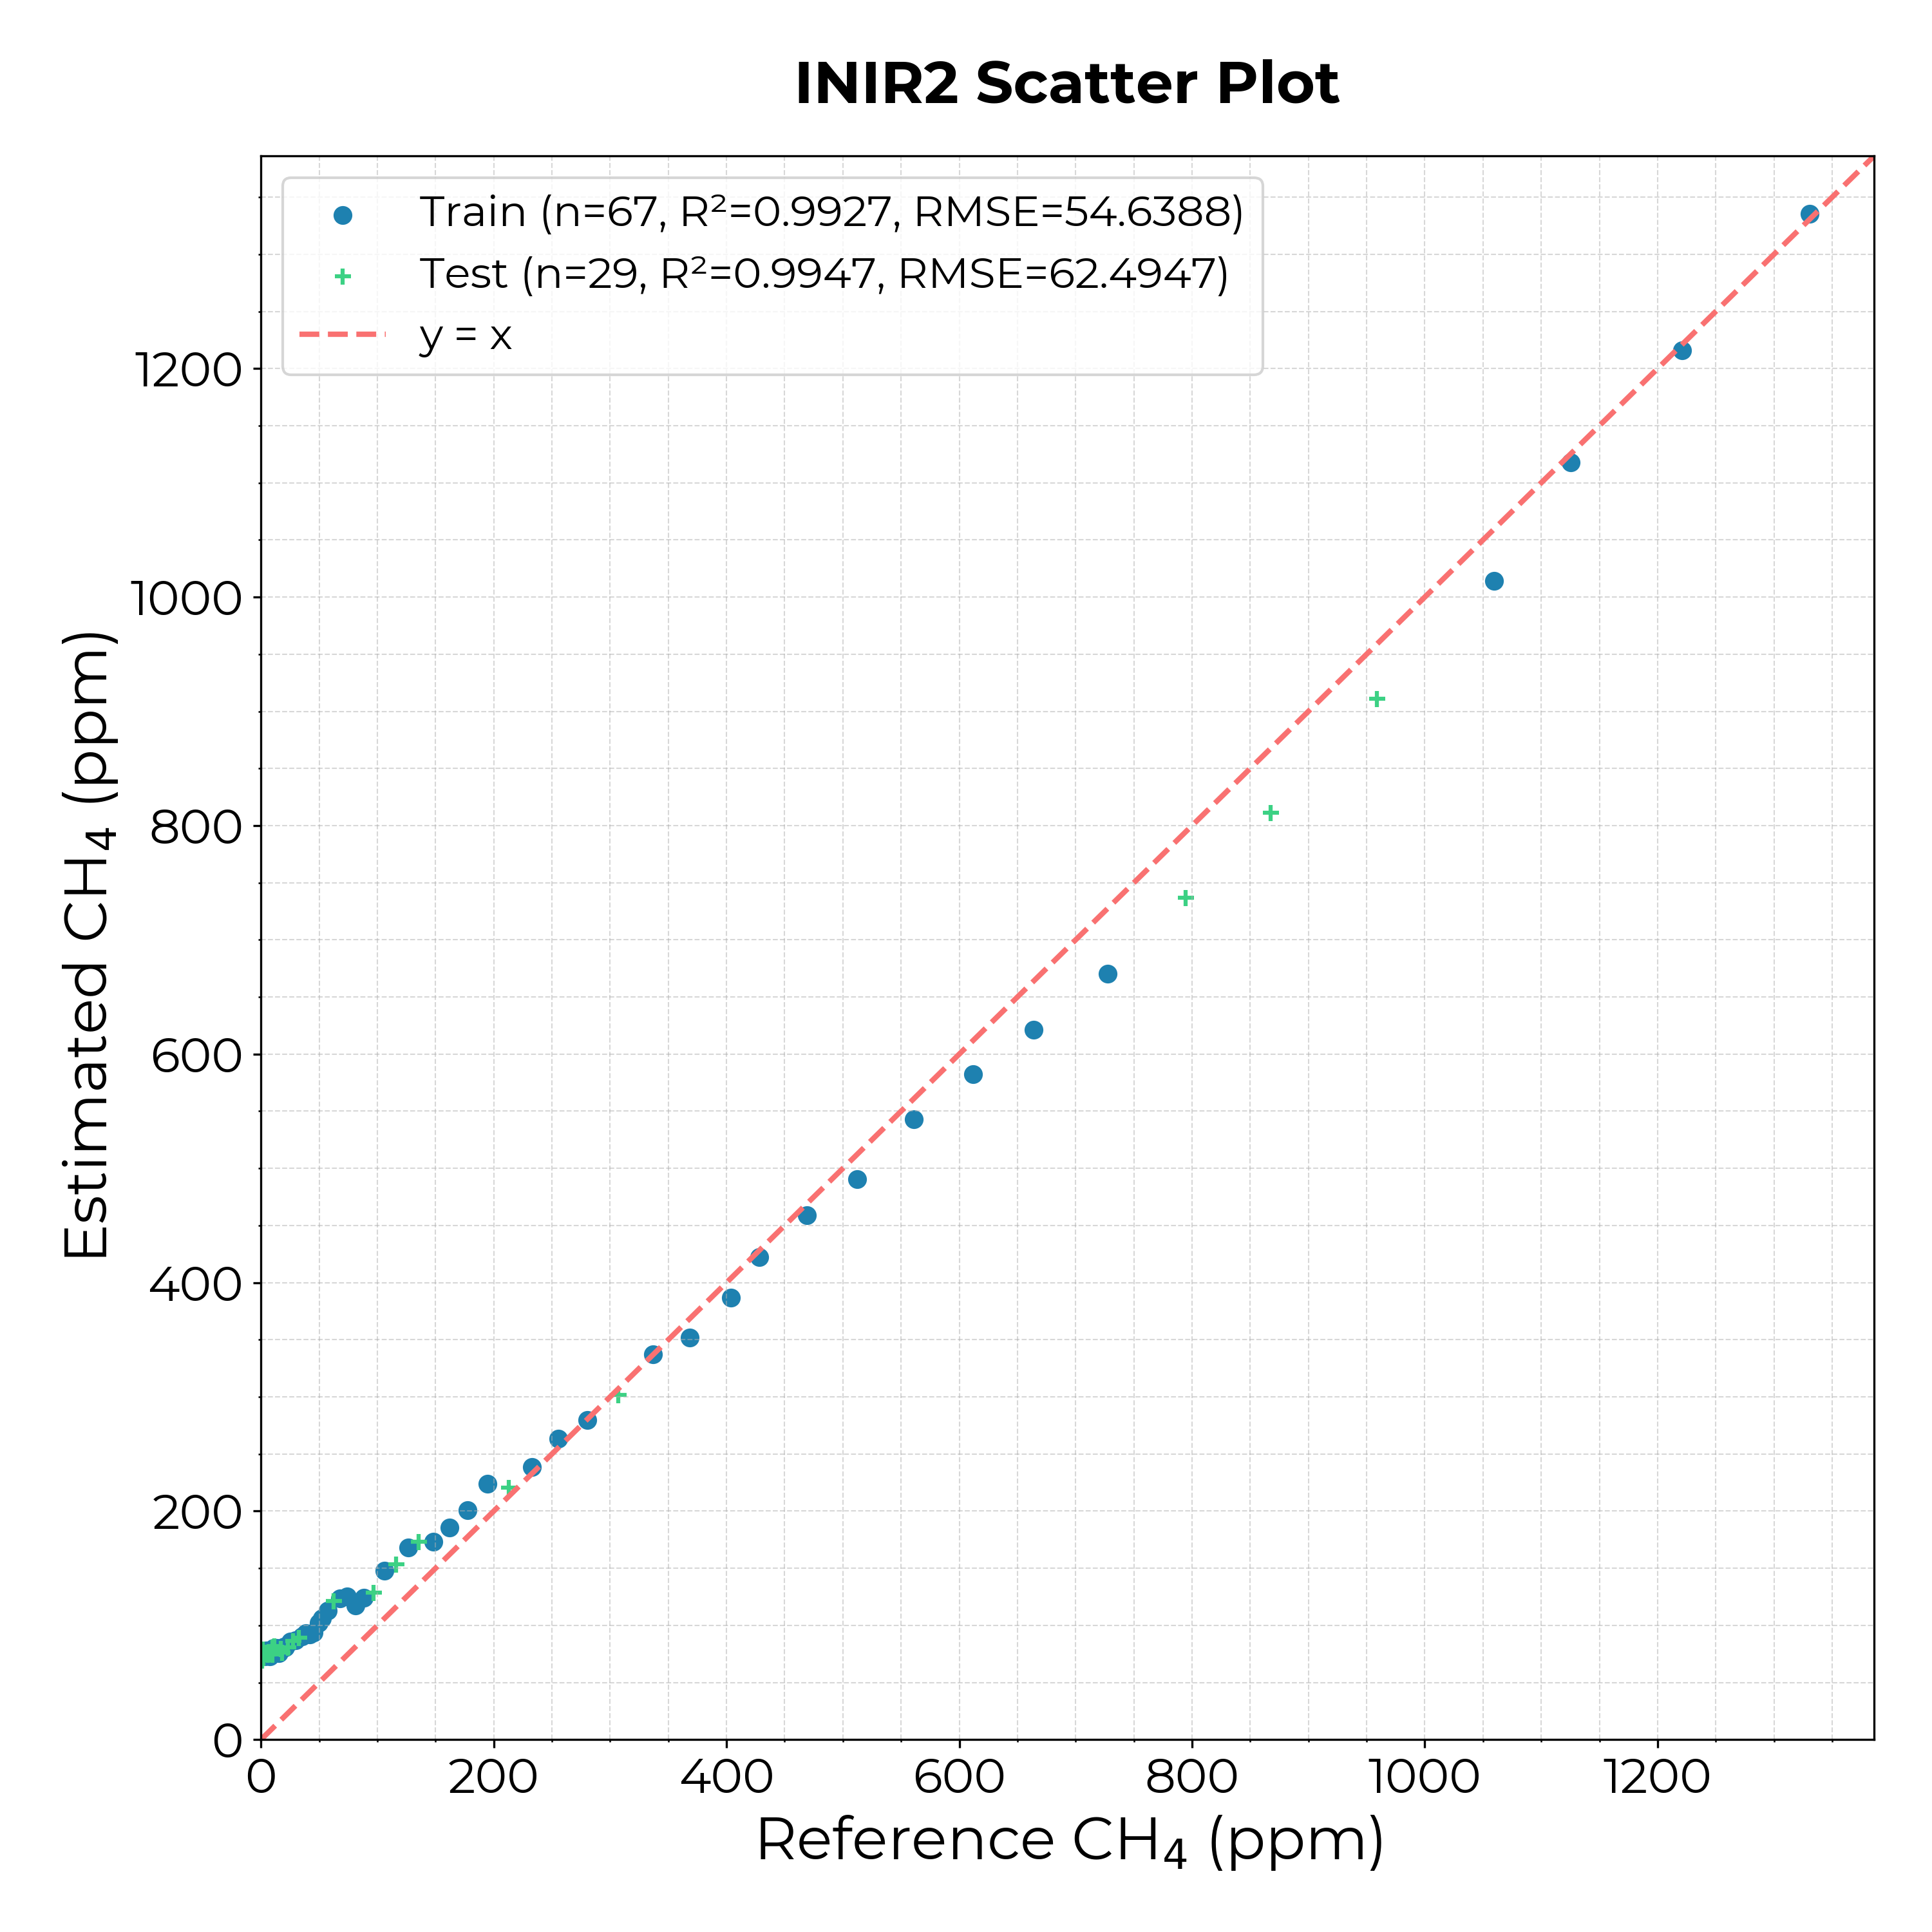 INIR2 Scatter Plot
Train (n=67, R²=0.9927, RMSE=54.6388)
Test (n=29, R²=0.9947, RMSE=62.4947)
y = x
Estimated CH₄ (ppm)
1200
1000
800
600
400
200
0
0 200 400 600 800 1000 1200
Reference CH₄ (ppm)